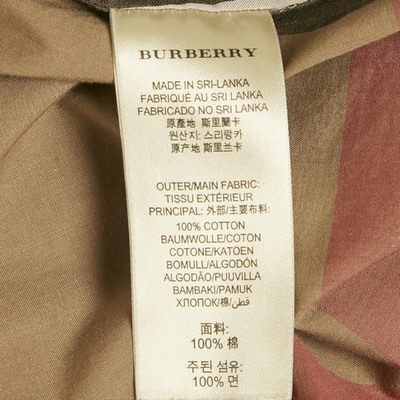 BURBERRY
MADE IN SRI-LANKA
FABRIQUÉ AU SRI LANKA
FABRICADO NO SRI LANKA
原產地 斯里蘭卡
원산지: 스리랑카
原产地 斯里兰卡
OUTER/MAIN FABRIC:
TISSU EXTÉRIEUR
PRINCIPAL: 外部/主要布料:
100% COTTON
BAUMWOLLE/COTON
COTONE/KATOEN
BOMULL/ALGODÓN
ALGODÃO/PUUVILLA
BAMBAKI/PAMUK
ХЛОПОК/綿/قطن
面料:
100% 棉
주된 섬유:
100% 면